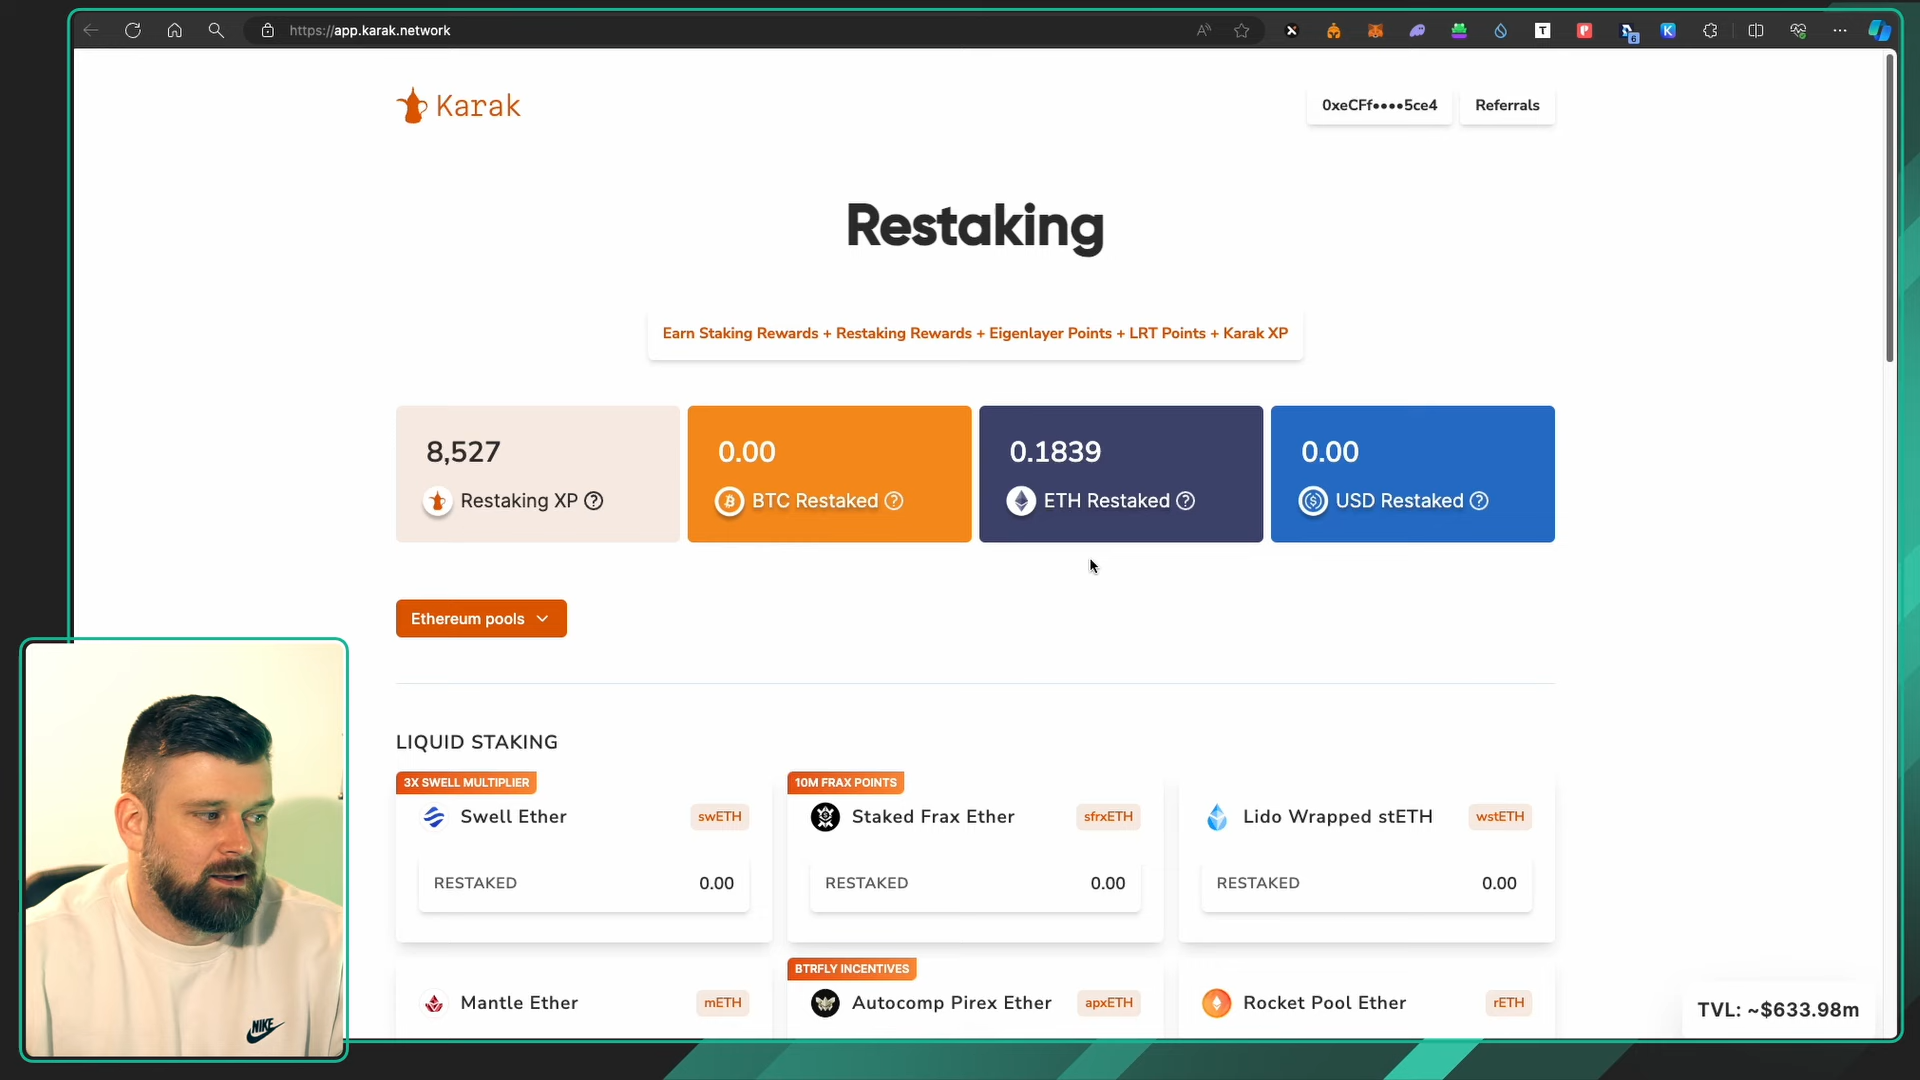 https://app.karak.network
T
P
6
K
Karak
0xeCFf••••5ce4
Referrals
Restaking
Earn Staking Rewards + Restaking Rewards + Eigenlayer Points + LRT Points + Karak XP
8,527
Restaking XP
0.00
BTC Restaked
0.1839
ETH Restaked
0.00
USD Restaked
Ethereum pools
LIQUID STAKING
3X SWELL MULTIPLIER
Swell Ether
swETH
RESTAKED
0.00
10M FRAX POINTS
Staked Frax Ether
sfrxETH
RESTAKED
0.00
Lido Wrapped stETH
wstETH
RESTAKED
0.00
Mantle Ether
mETH
BTRFLY INCENTIVES
Autocomp Pirex Ether
apxETH
Rocket Pool Ether
rETH
TVL: ~$633.98m
NIKE